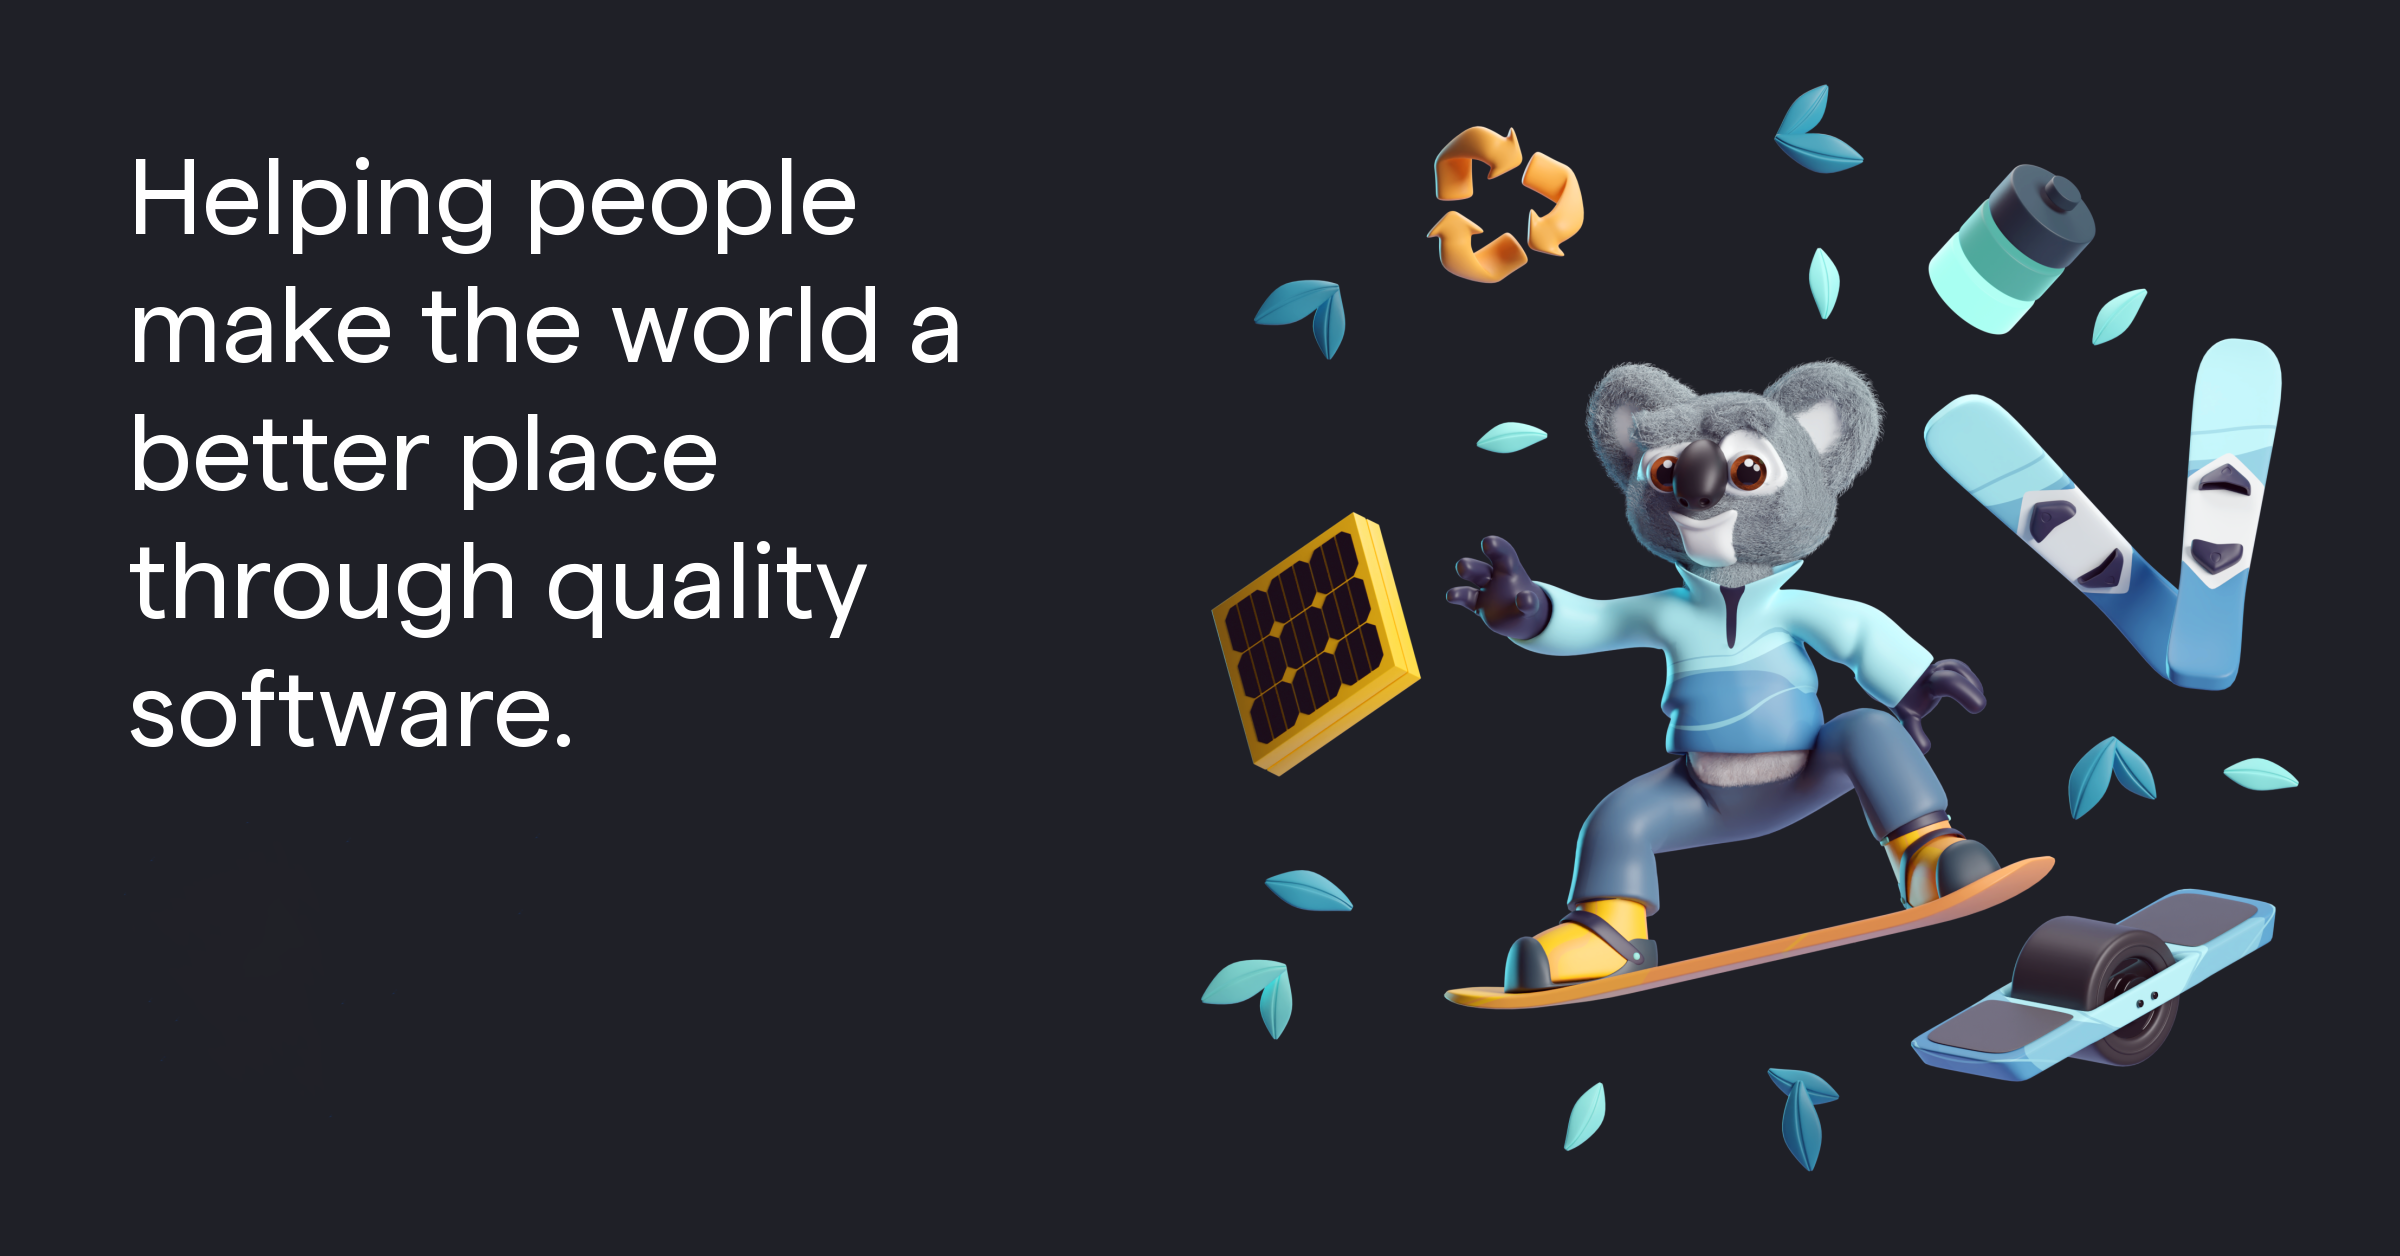 Helping people
make the world a
better place
through quality
software.